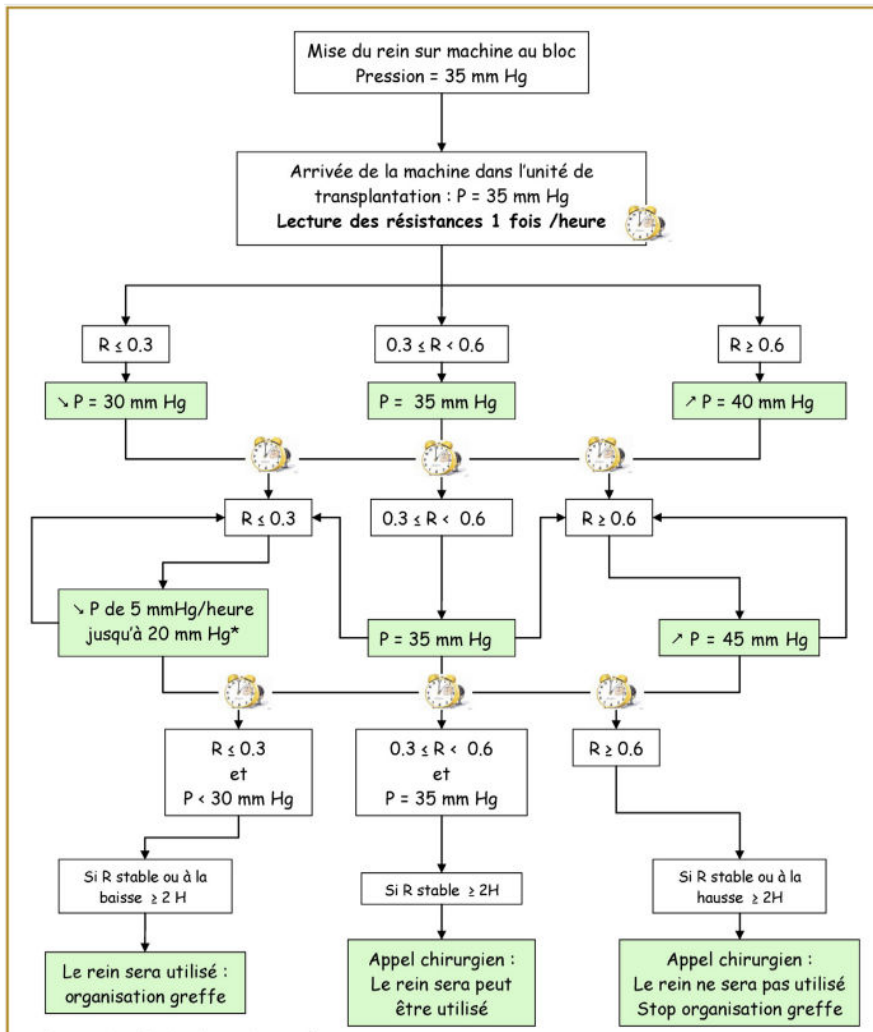 Mise du rein sur machine au bloc
Pression = 35 mm Hg
Arrivée de la machine dans l'unité de
transplantation : P = 35 mm Hg
Lecture des résistances 1 fois /heure
R ≤ 0.3
0.3 ≤ R < 0.6
R ≥ 0.6
↘ P = 30 mm Hg
P = 35 mm Hg
↗ P = 40 mm Hg
R ≤ 0.3
0.3 ≤ R < 0.6
R ≥ 0.6
↘ P de 5 mmHg/heure
jusqu'à 20 mm Hg*
P = 35 mm Hg
↗ P = 45 mm Hg
R ≤ 0.3
et
P < 30 mm Hg
0.3 ≤ R < 0.6
et
P = 35 mm Hg
R ≥ 0.6
Si R stable ou à la
baisse ≥ 2 H
Si R stable ≥ 2H
Si R stable ou à la
hausse ≥ 2H
Le rein sera utilisé :
organisation greffe
Appel chirurgien :
Le rein sera peut
être utilisé
Appel chirurgien :
Le rein ne sera pas utilisé
Stop organisation greffe